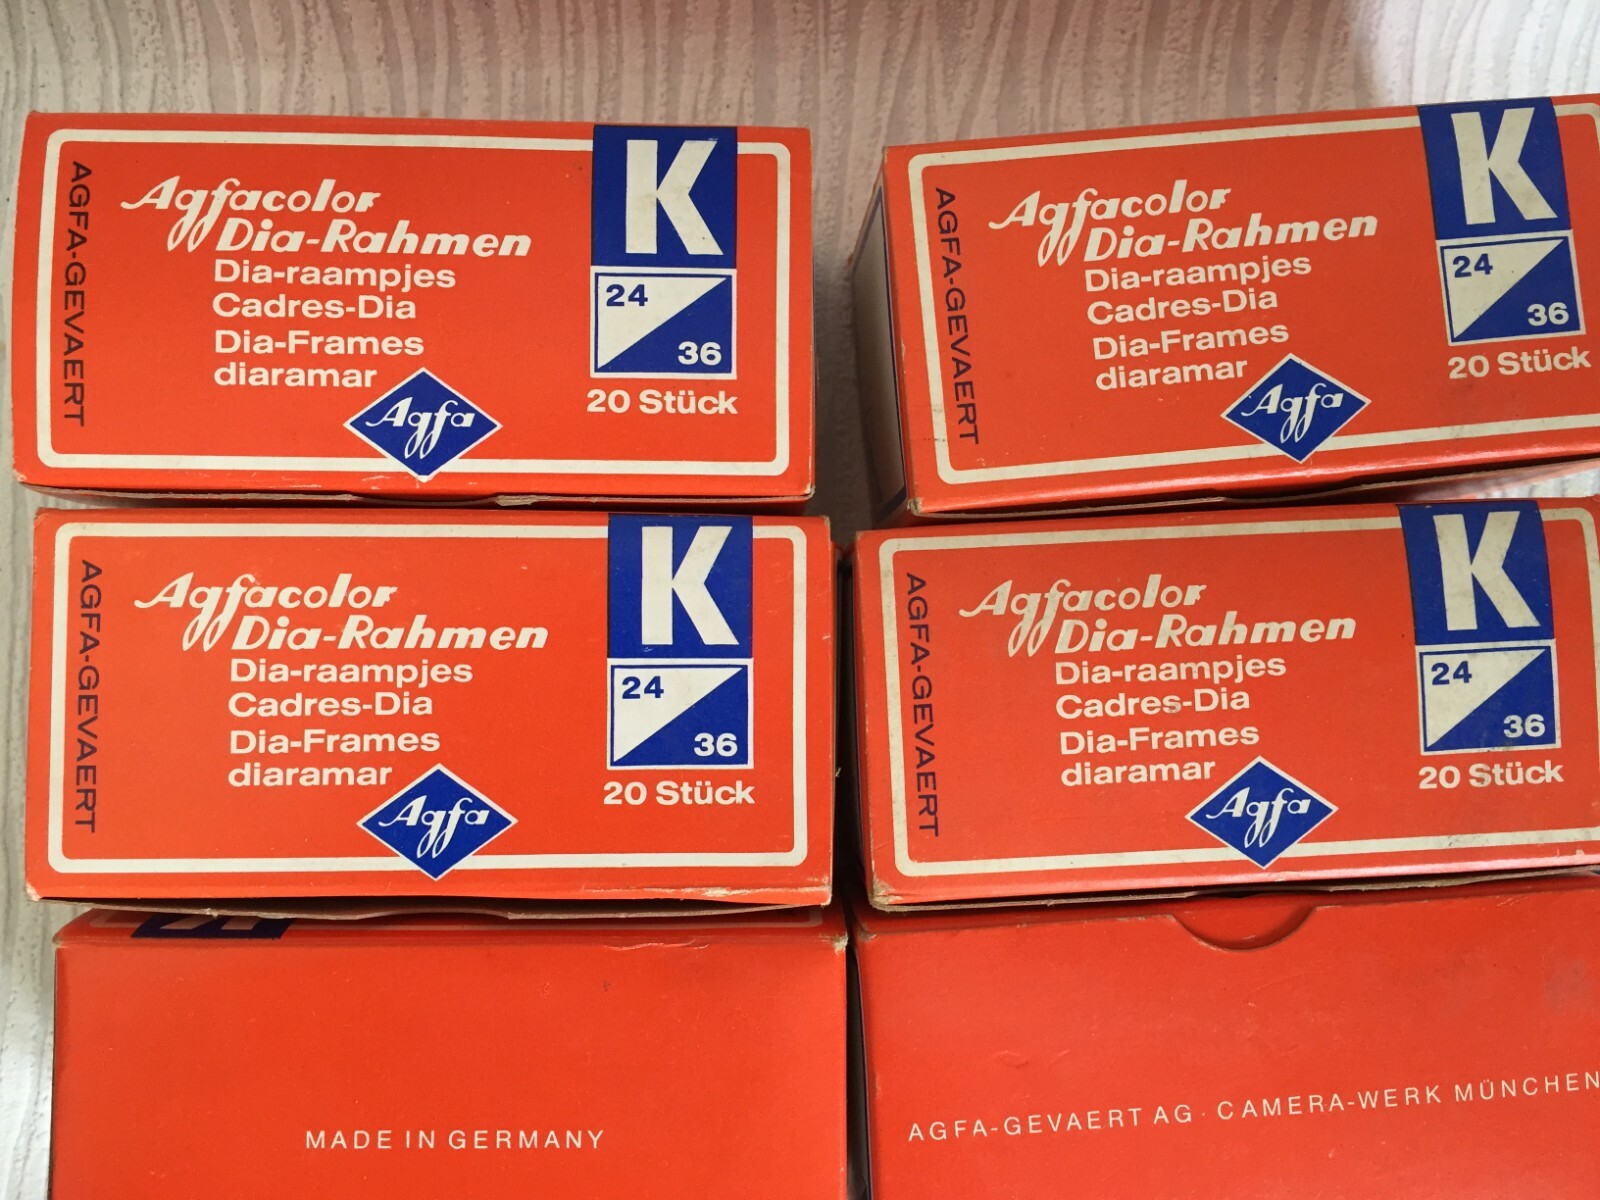 AGFA-GEVAERT
Agfacolor
Dia-Rahmen
Dia-raampjes
Cadres-Dia
Dia-Frames
diaramar
Agfa
K
24
36
20 Stück
AGFA-GEVAERT
Agfacolor
Dia-Rahmen
Dia-raampjes
Cadres-Dia
Dia-Frames
diaramar
Agfa
K
24
36
20 Stück
AGFA-GEVAERT
Agfacolor
Dia-Rahmen
Dia-raampjes
Cadres-Dia
Dia-Frames
diaramar
Agfa
K
24
36
20 Stück
AGFA-GEVAERT
Agfacolor
Dia-Rahmen
Dia-raampjes
Cadres-Dia
Dia-Frames
diaramar
Agfa
K
24
36
20 Stück
MADE IN GERMANY
AGFA-GEVAERT AG · CAMERA-WERK MÜNCHEN